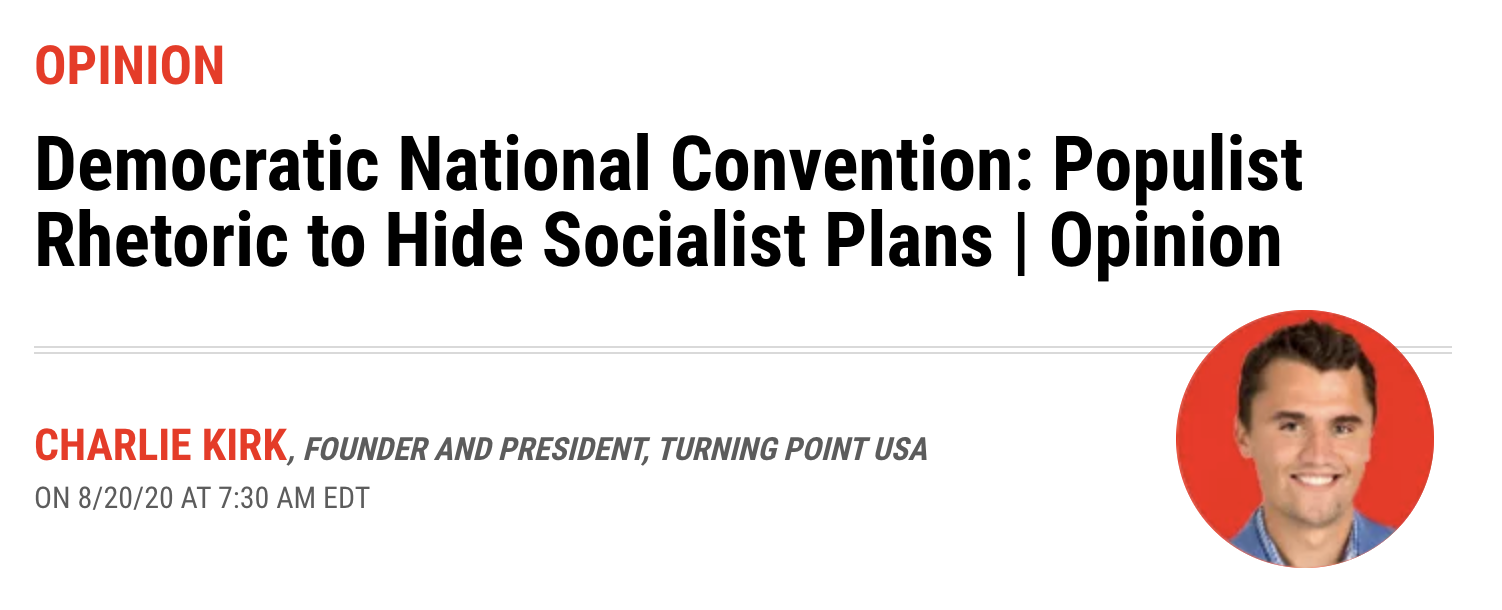 OPINION
Democratic National Convention: Populist
Rhetoric to Hide Socialist Plans | Opinion
CHARLIE KIRK, FOUNDER AND PRESIDENT, TURNING POINT USA
ON 8/20/20 AT 7:30 AM EDT